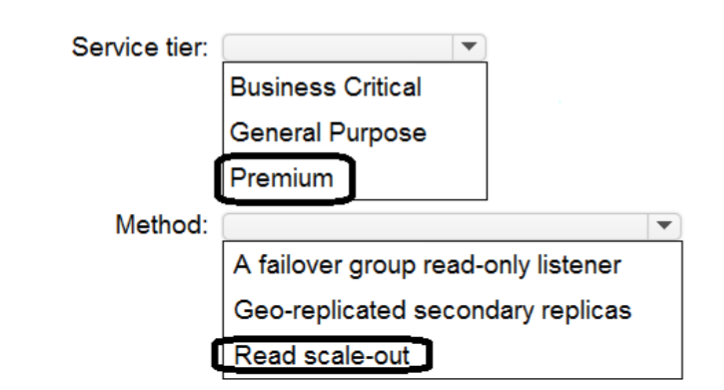 Service tier:
Business Critical
General Purpose
Premium
Method:
A failover group read-only listener
Geo-replicated secondary replicas
Read scale-out